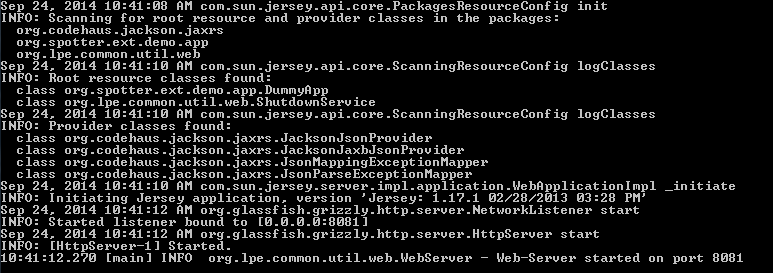 Sep 24, 2014 10:41:08 AM com.sun.jersey.api.core.PackagesResourceConfig init
INFO: Scanning for root resource and provider classes in the packages:
  org.codehaus.jackson.jaxrs
  org.spotter.ext.demo.app
  org.lpe.common.util.web
Sep 24, 2014 10:41:10 AM com.sun.jersey.api.core.ScanningResourceConfig logClasses
INFO: Root resource classes found:
  class org.spotter.ext.demo.app.DummyApp
  class org.lpe.common.util.web.ShutdownService
Sep 24, 2014 10:41:10 AM com.sun.jersey.api.core.ScanningResourceConfig logClasses
INFO: Provider classes found:
  class org.codehaus.jackson.jaxrs.JacksonJsonProvider
  class org.codehaus.jackson.jaxrs.JacksonJaxbJsonProvider
  class org.codehaus.jackson.jaxrs.JsonMappingExceptionMapper
  class org.codehaus.jackson.jaxrs.JsonParseExceptionMapper
Sep 24, 2014 10:41:10 AM com.sun.jersey.server.impl.application.WebApplicationImpl _initiate
INFO: Initiating Jersey application, version 'Jersey: 1.17.1 02/28/2013 03:28 PM'
Sep 24, 2014 10:41:12 AM org.glassfish.grizzly.http.server.NetworkListener start
INFO: Started listener bound to [0.0.0.0:8081]
Sep 24, 2014 10:41:12 AM org.glassfish.grizzly.http.server.HttpServer start
INFO: [HttpServer-1] Started.
10:41:12.270 [main] INFO  org.lpe.common.util.web.WebServer - Web-Server started on port 8081